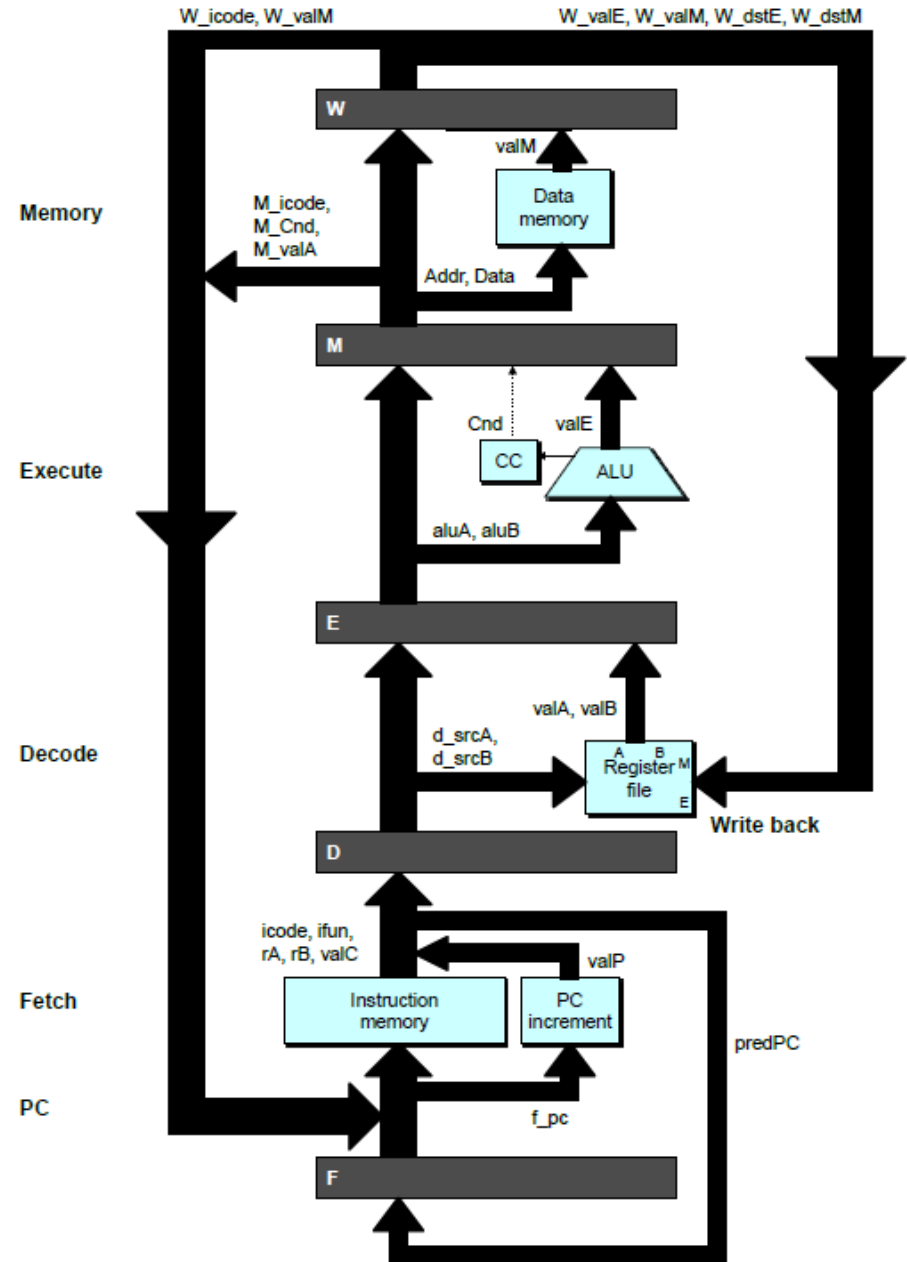 W_icode, W_valM
W_valE, W_valM, W_dstE, W_dstM
W
valM
Memory
M_icode,
M_Cnd,
M_valA
Data
memory
Addr, Data
M
Cnd
valE
Execute
CC
ALU
aluA, aluB
E
valA, valB
Decode
d_srcA,
d_srcB
A B
Register M
file
E
Write back
D
icode, ifun,
rA, rB, valC
valP
Fetch
Instruction
memory
PC
increment
predPC
PC
f_pc
F